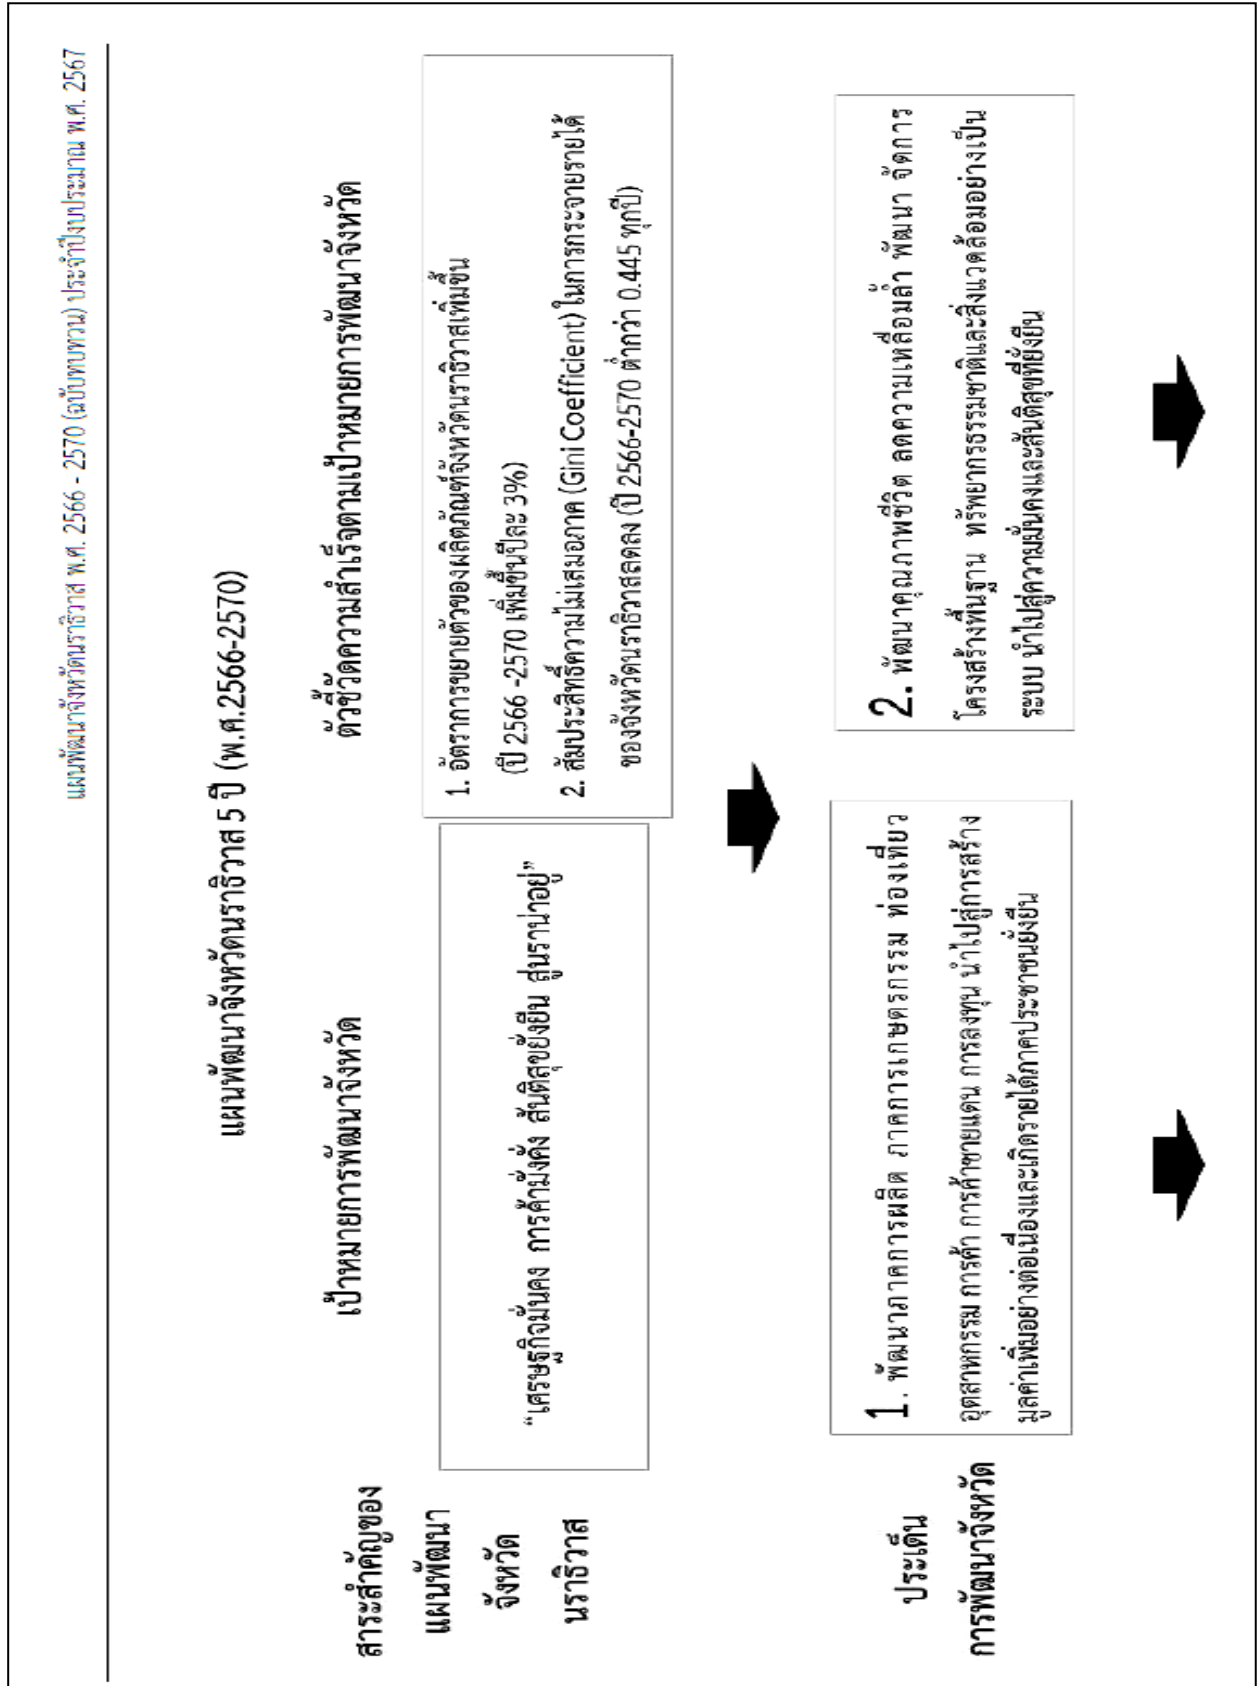 แผนพัฒนาจังหวัดนราธิวาส พ.ศ. 2566 - 2570 (ฉบับทบทวน) ประจำปีงบประมาณ พ.ศ. 2567
แผนพัฒนาจังหวัดนราธิวาส 5 ปี (พ.ศ.2566-2570)
สาระสำคัญของ
แผนพัฒนา
จังหวัด
นราธิวาส
เป้าหมายการพัฒนาจังหวัด
“เศรษฐกิจมั่นคง การค้ามั่งคั่ง สันติสุขยั่งยืน สู่นราน่าอยู่”
ตัวชี้วัดความสำเร็จตามเป้าหมายการพัฒนาจังหวัด
1. อัตราการขยายตัวของผลิตภัณฑ์จังหวัดนราธิวาสเพิ่มขึ้น
(ปี 2566 -2570 เพิ่มขึ้นปีละ 3%)
2. สัมประสิทธิ์ความไม่เสมอภาค (Gini Coefficient) ในการกระจายรายได้
ของจังหวัดนราธิวาสลดลง (ปี 2566-2570 ต่ำกว่า 0.445 ทุกปี)
ประเด็น
การพัฒนาจังหวัด
1. พัฒนาภาคการผลิต ภาคการเกษตรกรรม ท่องเที่ยว
อุตสาหกรรม การค้า การค้าชายแดน การลงทุน นำไปสู่การสร้าง
มูลค่าเพิ่มอย่างต่อเนื่องและเกิดรายได้ภาคประชาชนยั่งยืน
2. พัฒนาคุณภาพชีวิต ลดความเหลื่อมล้ำ พัฒนา จัดการ
โครงสร้างพื้นฐาน ทรัพยากรธรรมชาติและสิ่งแวดล้อมอย่างเป็น
ระบบ นำไปสู่ความมั่นคงและสันติสุขที่ยั่งยืน